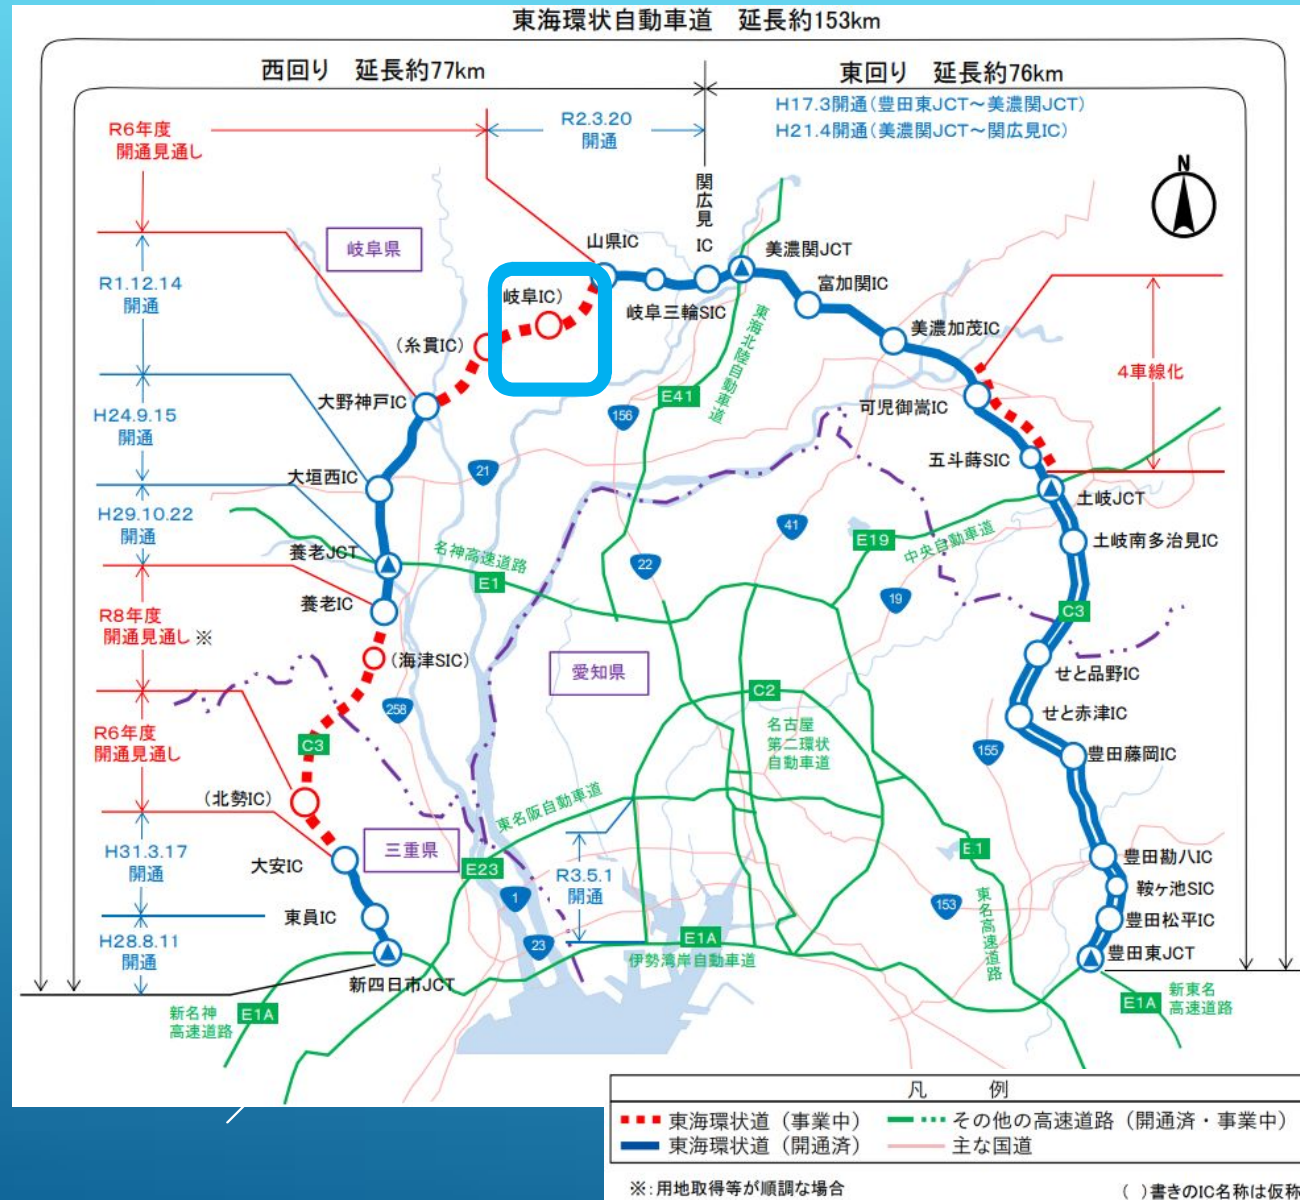 東海環状自動車道　延長約153km
西回り　延長約77km
東回り　延長約76km
H17.3開通(豊田東JCT～美濃関JCT)
H21.4開通(美濃関JCT～関広見IC)
R6年度
開通見通し
R2.3.20
開通
関広見IC
N
岐阜県
山県IC
美濃関JCT
富加関IC
岐阜IC)
岐阜三輪SIC
東海北陸自動車道
美濃加茂IC
R1.12.14
開通
(糸貫IC)
4車線化
大野神戸IC
E41
156
可児御嵩IC
H24.9.15
開通
五斗蒔SIC
21
大垣西IC
土岐JCT
H29.10.22
開通
41
E19
中央自動車道
土岐南多治見IC
養老JCT
名神高速道路
E1
22
養老IC
19
C3
R8年度
開通見通し※
(海津SIC)
愛知県
せと品野IC
C2
258
せと赤津IC
R6年度
開通見通し
C3
名古屋
第二環状
自動車道
155
豊田藤岡IC
(北勢IC)
東名阪自動車道
三重県
H31.3.17
開通
大安IC
E23
R3.5.1
開通
E1
豊田勘八IC
鞍ヶ池SIC
1
153
東名高速道路
東員IC
豊田松平IC
H28.8.11
開通
23
E1A
伊勢湾岸自動車道
豊田東JCT
新四日市JCT
新名神
高速道路
E1A
E1A
新東名
高速道路
凡　例
東海環状道（事業中）
その他の高速道路（開通済・事業中）
東海環状道（開通済）
主な国道
※:用地取得等が順調な場合
( )書きのIC名称は仮称